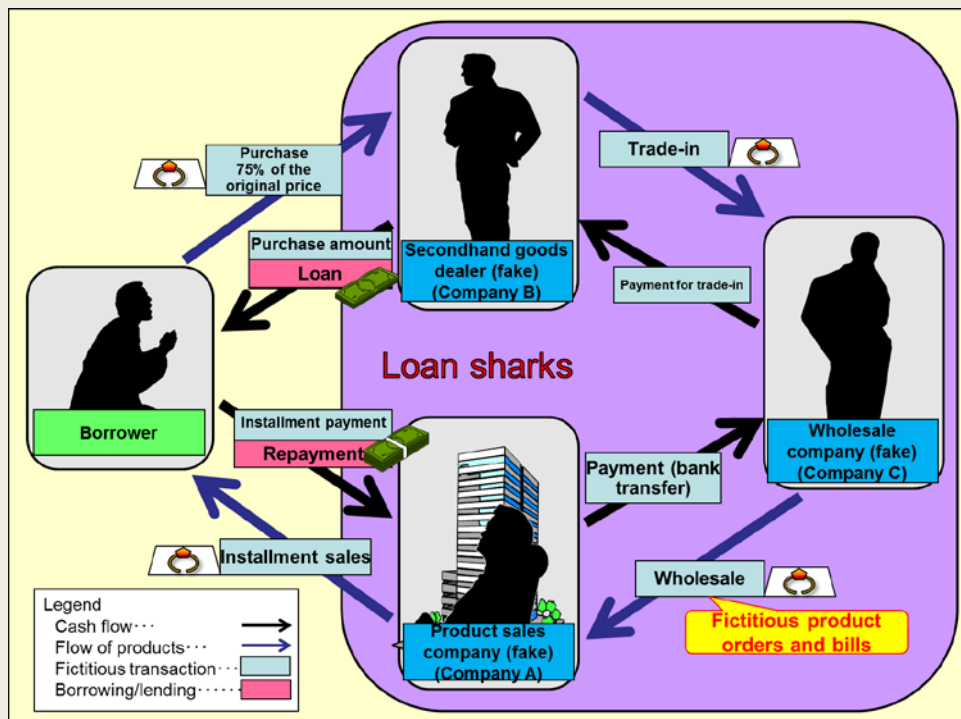 Purchase
75% of the
original price
Trade-in
Purchase amount
Loan
Secondhand goods
dealer (fake)
(Company B)
Payment for trade-in
Loan sharks
Borrower
Installment payment
Repayment
Wholesale
company (fake)
(Company C)
Payment (bank
transfer)
Installment sales
Wholesale
Fictitious product
orders and bills
Product sales
company (fake)
(Company A)
Legend
Cash flow···
Flow of products···
Fictitious transaction···
Borrowing/lending······